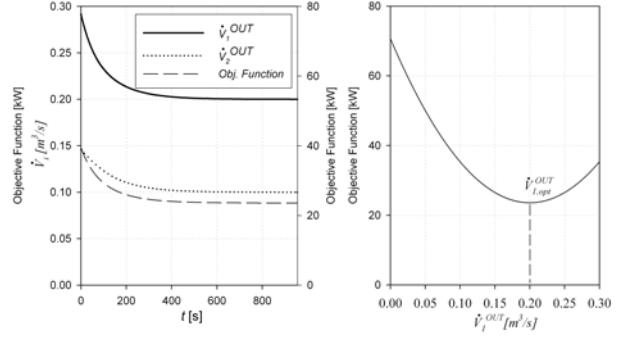 0.30
0.25
0.20
0.15
0.10
0.05
0.00
Objective Function [kW]
V̇ᵢ [m³/s]
0 200 400 600 800
t [s]
80
60
40
20
0
Objective Function [kW]
V̇₁ᴼᵁᵀ
V̇₂ᴼᵁᵀ
Obj. Function
80
60
40
20
0
Objective Function [kW]
V̇ᴼᵁᵀ₁,opt
0.00 0.05 0.10 0.15 0.20 0.25 0.30
V̇₁ᴼᵁᵀ [m³/s]